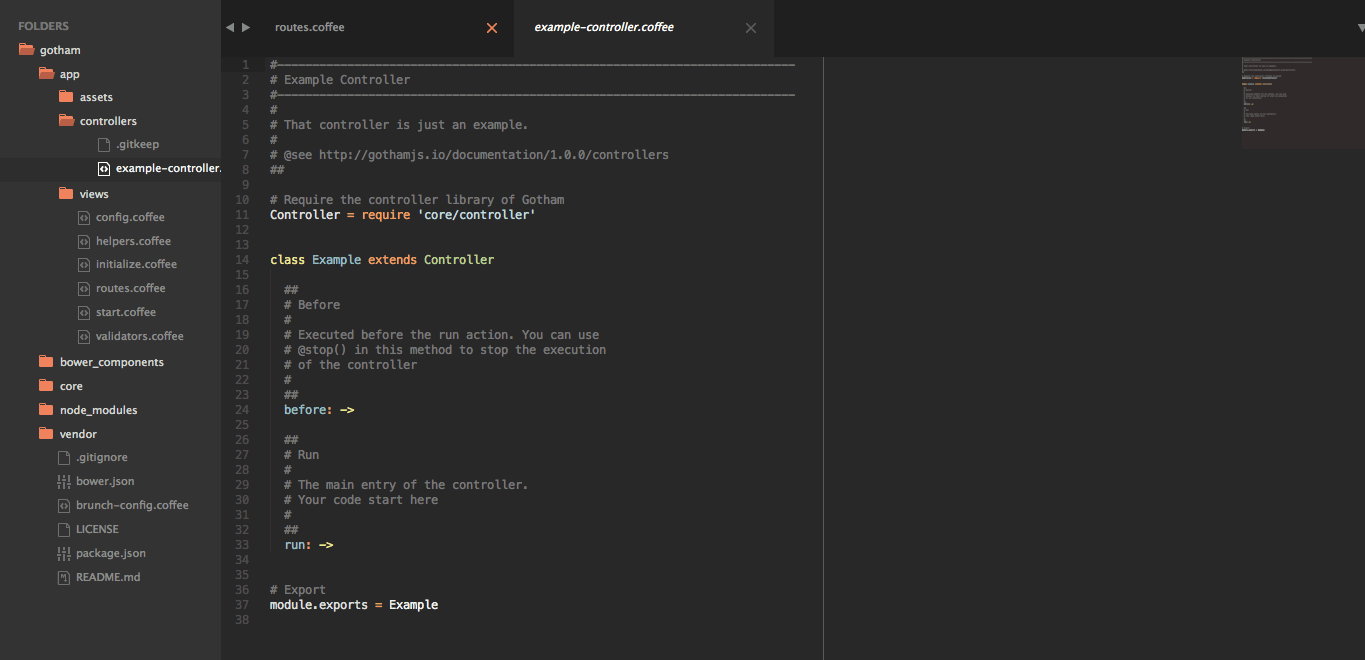 FOLDERS
gotham
app
assets
controllers
.gitkeep
example-controller.
views
config.coffee
helpers.coffee
initialize.coffee
routes.coffee
start.coffee
validators.coffee
bower_components
core
node_modules
vendor
.gitignore
bower.json
brunch-config.coffee
LICENSE
package.json
README.md
routes.coffee
example-controller.coffee
1 #--------------------------------------------------------------------------
2 # Example Controller
3 #--------------------------------------------------------------------------
4 #
5 # That controller is just an example.
6 #
7 # @see http://gothamjs.io/documentation/1.0.0/controllers
8 ##
9
10 # Require the controller library of Gotham
11 Controller = require 'core/controller'
12
13
14 class Example extends Controller
15
16 ##
17 # Before
18 #
19 # Executed before the run action. You can use
20 # @stop() in this method to stop the execution
21 # of the controller
22 #
23 ##
24 before: ->
25
26 ##
27 # Run
28 #
29 # The main entry of the controller.
30 # Your code start here
31 #
32 ##
33 run: ->
34
35
36 # Export
37 module.exports = Example
38